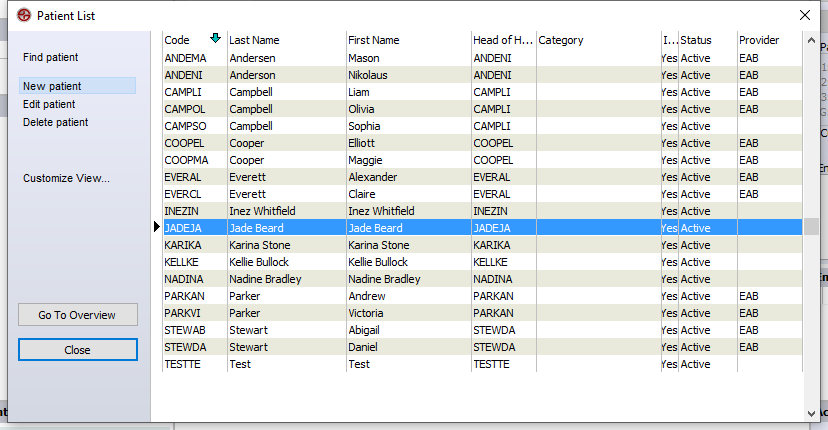 Patient List
Find patient
New patient
Edit patient
Delete patient
Customize View...
Go To Overview
Close
Code Last Name First Name Head of H... Category I... Status Provider
ANDEMA Andersen Mason ANDENI Yes Active EAB
ANDENI Anderson Nikolaus ANDENI Yes Active EAB
CAMPLI Campbell Liam CAMPLI Yes Active EAB
CAMPOL Campbell Olivia CAMPLI Yes Active EAB
CAMPSO Campbell Sophia CAMPLI Yes Active
COOPEL Cooper Elliott COOPEL Yes Active EAB
COOPMA Cooper Maggie COOPEL Yes Active EAB
EVERAL Everett Alexander EVERAL Yes Active EAB
EVERCL Everett Claire EVERAL Yes Active EAB
INEZIN Inez Whitfield Inez Whitfield INEZIN Yes Active
JADEJA Jade Beard Jade Beard JADEJA Yes Active
KARIKA Karina Stone Karina Stone KARIKA Yes Active
KELLKE Kellie Bullock Kellie Bullock KELLKE Yes Active
NADINA Nadine Bradley Nadine Bradley NADINA Yes Active
PARKAN Parker Andrew PARKAN Yes Active EAB
PARKVI Parker Victoria PARKAN Yes Active EAB
STEWAB Stewart Abigail STEWDA Yes Active EAB
STEWDA Stewart Daniel STEWDA Yes Active EAB
TESTTE Test Test TESTTE Yes Active